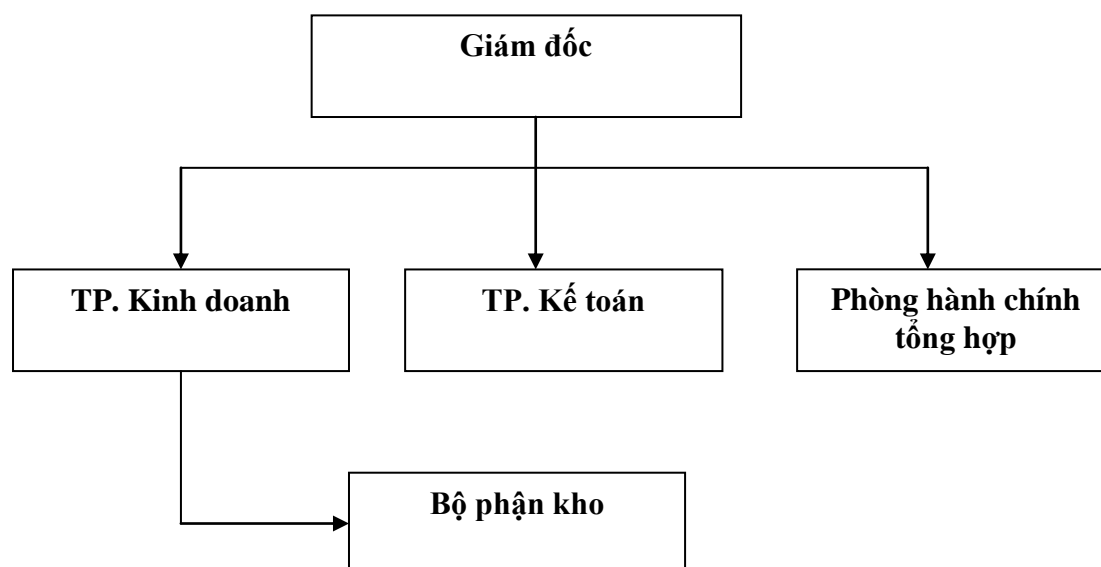 Giám đốc
TP. Kinh doanh
TP. Kế toán
Phòng hành chính
tổng hợp
Bộ phận kho